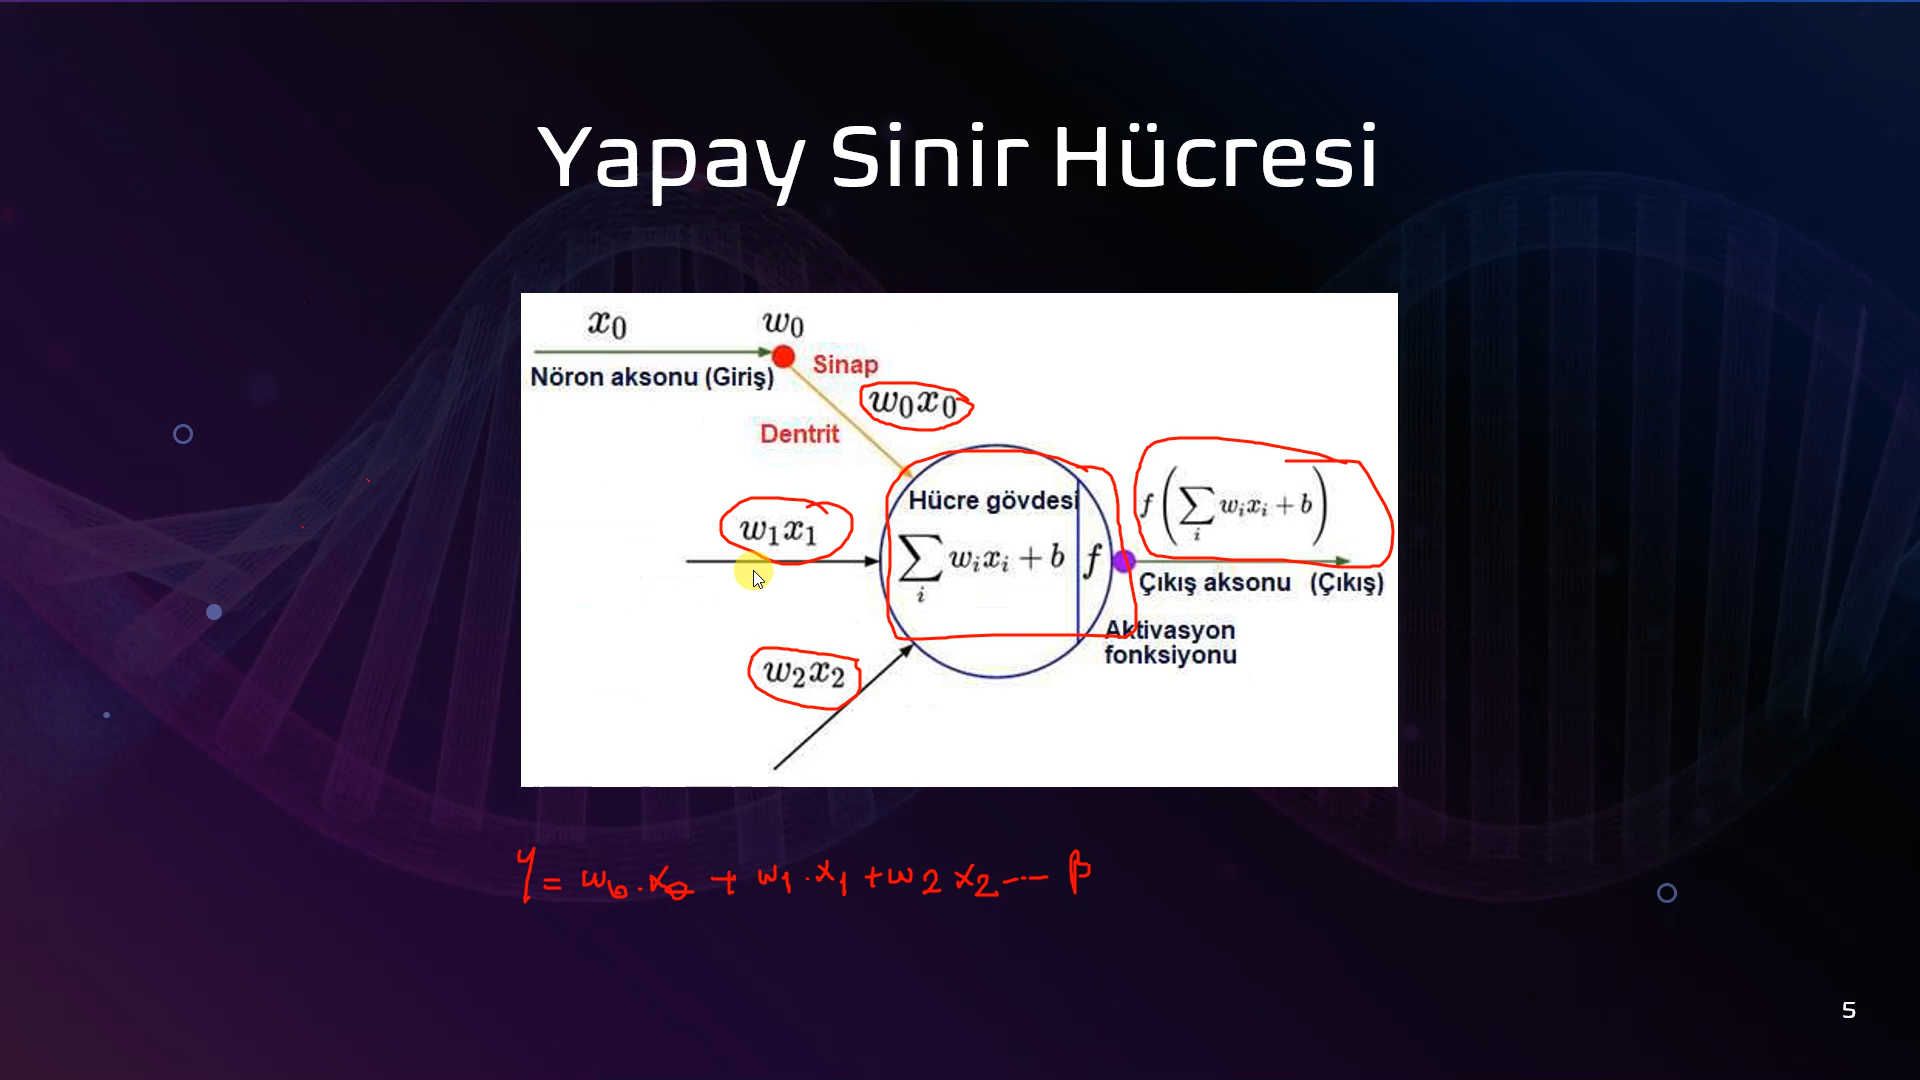 Yapay Sinir Hücresi
x₀ w₀
Sinap
Nöron aksonu (Giriş)
w₀x₀
Dentrit
Hücre gövdesi
f(∑ᵢ wᵢxᵢ + b)
w₁x₁
∑ᵢ wᵢxᵢ + b f
Çıkış aksonu (Çıkış)
Aktivasyon
fonksiyonu
w₂x₂
y = w₀.x₀ + w₁.x₁ + w₂ x₂ .... β
5